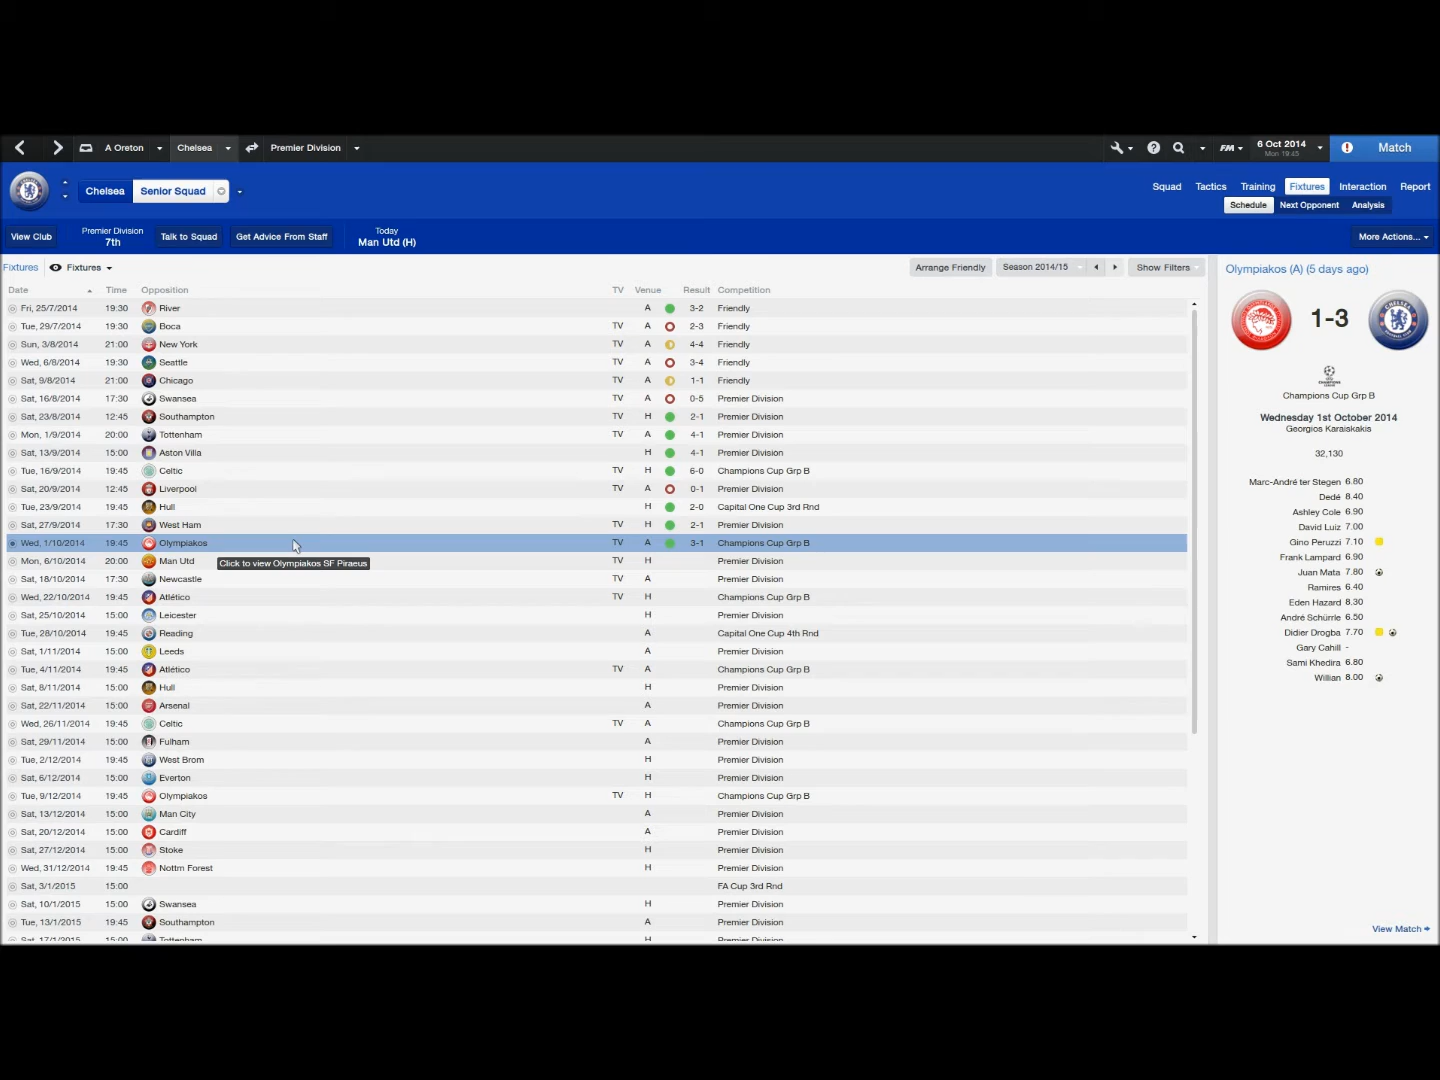 A Oreton Chelsea Premier Division FM 6 Oct 2014 Match
Mon 19:45
Chelsea Senior Squad Squad Tactics Training Fixtures Interaction Report
Schedule Next Opponent Analysis
View Club Premier Division Talk to Squad Get Advice From Staff Today More Actions...
7th Man Utd (H)
Fixtures Fixtures Arrange Friendly Season 2014/15 Show Filters
Date Time Opposition TV Venue Result Competition
Fri, 25/7/2014 19:30 River A 3-2 Friendly
Tue, 29/7/2014 19:30 Boca TV A 2-3 Friendly
Sun, 3/8/2014 21:00 New York TV A 4-4 Friendly
Wed, 6/8/2014 19:30 Seattle TV A 3-4 Friendly
Sat, 9/8/2014 21:00 Chicago TV A 1-1 Friendly
Sat, 16/8/2014 17:30 Swansea TV A 0-5 Premier Division
Sat, 23/8/2014 12:45 Southampton TV H 2-1 Premier Division
Mon, 1/9/2014 20:00 Tottenham TV A 4-1 Premier Division
Sat, 13/9/2014 15:00 Aston Villa H 4-1 Premier Division
Tue, 16/9/2014 19:45 Celtic TV H 6-0 Champions Cup Grp B
Sat, 20/9/2014 12:45 Liverpool TV A 0-1 Premier Division
Tue, 23/9/2014 19:45 Hull H 2-0 Capital One Cup 3rd Rnd
Sat, 27/9/2014 17:30 West Ham TV H 2-1 Premier Division
Wed, 1/10/2014 19:45 Olympiakos TV A 3-1 Champions Cup Grp B
Mon, 6/10/2014 20:00 Man Utd TV H Premier Division
Click to view Olympiakos SF Piraeus
Sat, 18/10/2014 17:30 Newcastle TV A Premier Division
Wed, 22/10/2014 19:45 Atlético TV H Champions Cup Grp B
Sat, 25/10/2014 15:00 Leicester H Premier Division
Tue, 28/10/2014 19:45 Reading A Capital One Cup 4th Rnd
Sat, 1/11/2014 15:00 Leeds A Premier Division
Tue, 4/11/2014 19:45 Atlético TV A Champions Cup Grp B
Sat, 8/11/2014 15:00 Hull H Premier Division
Sat, 22/11/2014 15:00 Arsenal A Premier Division
Wed, 26/11/2014 19:45 Celtic TV A Champions Cup Grp B
Sat, 29/11/2014 15:00 Fulham A Premier Division
Tue, 2/12/2014 19:45 West Brom H Premier Division
Sat, 6/12/2014 15:00 Everton H Premier Division
Tue, 9/12/2014 19:45 Olympiakos TV H Champions Cup Grp B
Sat, 13/12/2014 15:00 Man City A Premier Division
Sat, 20/12/2014 15:00 Cardiff A Premier Division
Sat, 27/12/2014 15:00 Stoke H Premier Division
Wed, 31/12/2014 19:45 Nottm Forest H Premier Division
Sat, 3/1/2015 15:00 FA Cup 3rd Rnd
Sat, 10/1/2015 15:00 Swansea H Premier Division
Tue, 13/1/2015 19:45 Southampton A Premier Division
Sat, 17/1/2015 15:00 Tottenham H Premier Division
Olympiakos (A) (5 days ago)
1-3
Champions Cup Grp B
Wednesday 1st October 2014
Georgios Karaiskakis
32,130
Marc-André ter Stegen 6.80
Dedé 8.40
Ashley Cole 6.90
David Luiz 7.00
Gino Peruzzi 7.10
Frank Lampard 6.90
Juan Mata 7.80
Ramires 6.40
Eden Hazard 8.30
André Schürrle 6.50
Didier Drogba 7.70
Gary Cahill -
Sami Khedira 6.80
Willian 8.00
View Match